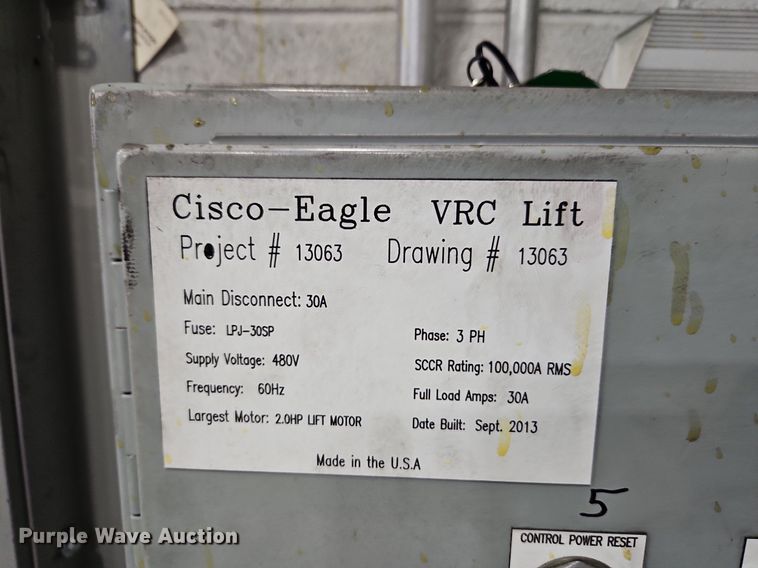 Cisco-Eagle VRC Lift
Project # 13063 Drawing # 13063
Main Disconnect: 30A
Fuse: LPJ-30SP
Supply Voltage: 480V
Frequency: 60Hz
Largest Motor: 2.0HP LIFT MOTOR
Phase: 3 PH
SCCR Rating: 100,000A RMS
Full Load Amps: 30A
Date Built: Sept. 2013
Made in the U.S.A
5
CONTROL POWER RESET
Purple Wave Auction